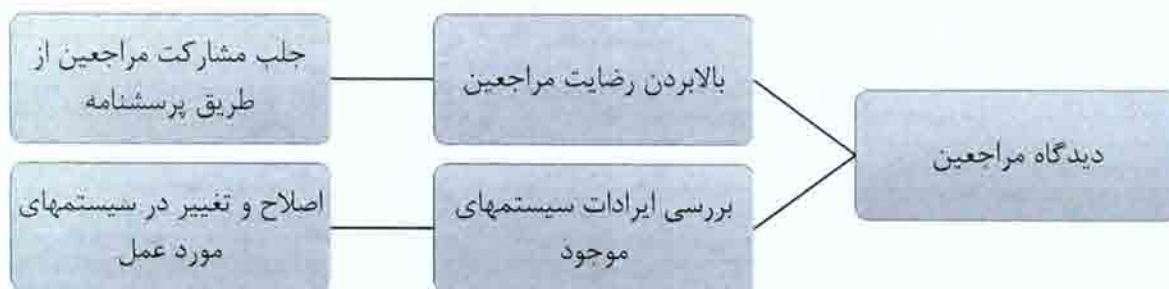 دیدگاه مراجعین
بالابردن رضایت مراجعین
جلب مشارکت مراجعین از
طریق پرسشنامه
بررسی ایرادات سیستمهای
موجود
اصلاح و تغییر در سیستمهای
مورد عمل